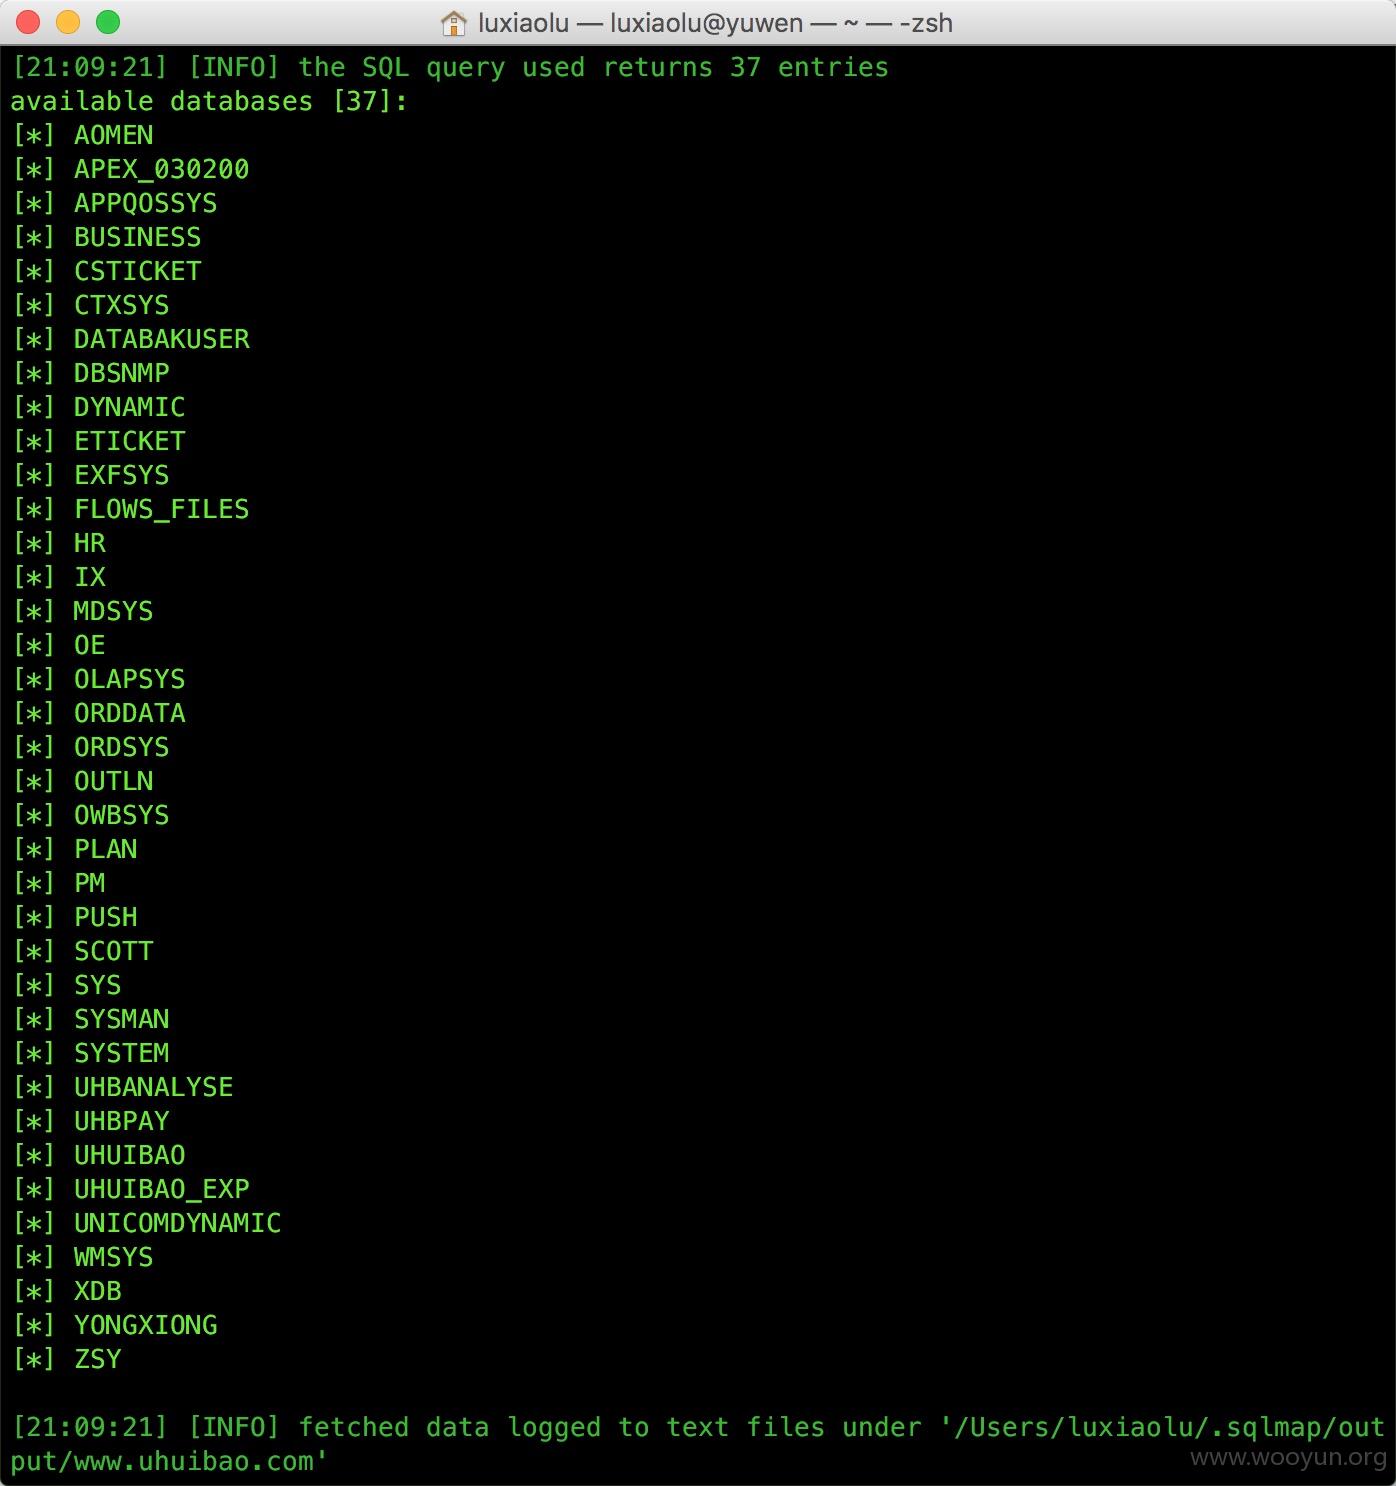 luxiaolu — luxiaolu@yuwen — ~ — -zsh
[21:09:21] [INFO] the SQL query used returns 37 entries
available databases [37]:
[*] AOMEN
[*] APEX_030200
[*] APPQOSSYS
[*] BUSINESS
[*] CSTICKET
[*] CTXSYS
[*] DATABAKUSER
[*] DBSNMP
[*] DYNAMIC
[*] ETICKET
[*] EXFSYS
[*] FLOWS_FILES
[*] HR
[*] IX
[*] MDSYS
[*] OE
[*] OLAPSYS
[*] ORDDATA
[*] ORDSYS
[*] OUTLN
[*] OWBSYS
[*] PLAN
[*] PM
[*] PUSH
[*] SCOTT
[*] SYS
[*] SYSMAN
[*] SYSTEM
[*] UHBANALYSE
[*] UHBPAY
[*] UHUIBAO
[*] UHUIBAO_EXP
[*] UNICOMDYNAMIC
[*] WMSYS
[*] XDB
[*] YONGXIONG
[*] ZSY
[21:09:21] [INFO] fetched data logged to text files under '/Users/luxiaolu/.sqlmap/out
put/www.uhuibao.com'
www.wooyun.org